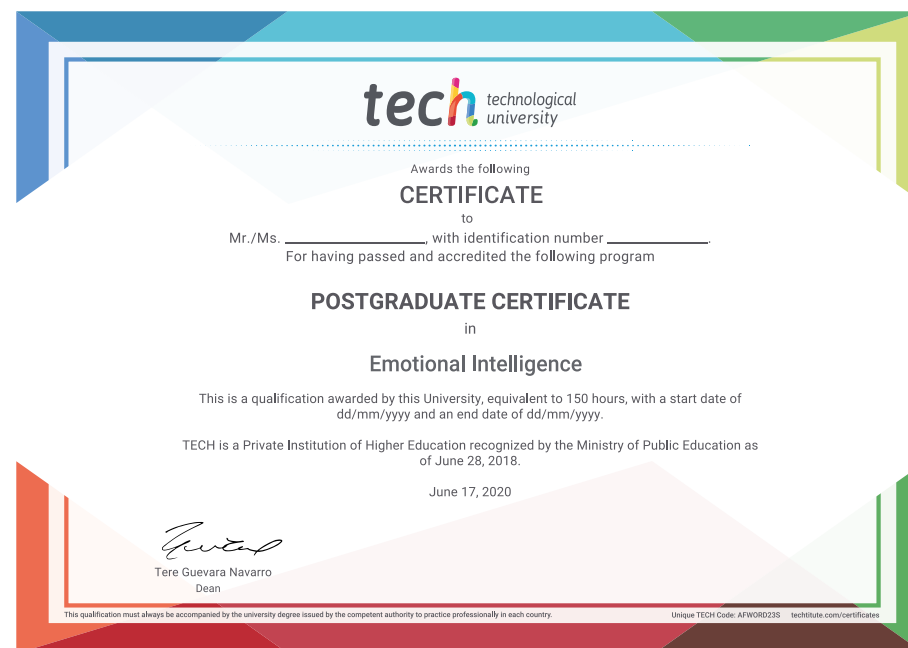 tech technological
university
Awards the following
CERTIFICATE
to
Mr./Ms. ____________________, with identification number ______________.
For having passed and accredited the following program
POSTGRADUATE CERTIFICATE
in
Emotional Intelligence
This is a qualification awarded by this University, equivalent to 150 hours, with a start date of
dd/mm/yyyy and an end date of dd/mm/yyyy.
TECH is a Private Institution of Higher Education recognized by the Ministry of Public Education as
of June 28, 2018.
June 17, 2020
Tere Guevara Navarro
Dean
This qualification must always be accompanied by the university degree issued by the competent authority to practice professionally in each country. Unique TECH Code: AFWORD23S techtitute.com/certificates